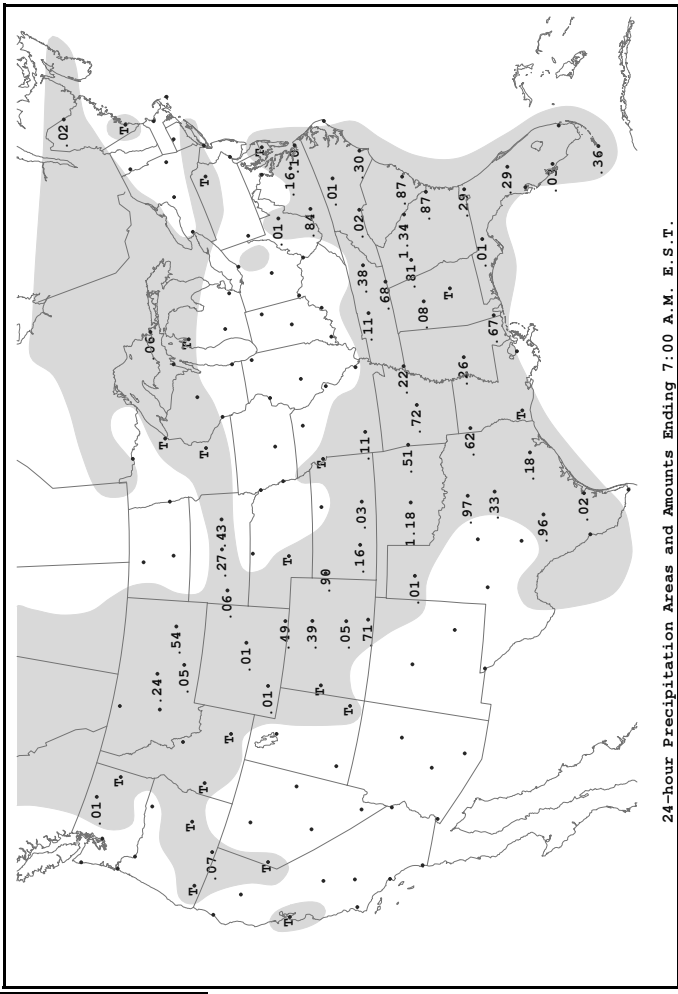 .02
.01
T
T
.06
.24
T
.54
.05
T
T
T
T
T
T
.07
.27 .43
.06
T
.01
T
T
.01
.01
.49
T
T
.16
.84
.39
T
T
.90
.01
.05
T
.30
.02
.16
.03
.38
.11
.71
.11
.68
.22
.87
1.34
.51
.81
1.18
.01
.72
.08
.87
T
.29
.26
.97
.62
.01
.67
.33
.29
T
.18
.96
.02
.36
24-hour Precipitation Areas and Amounts Ending 7:00 A.M. E.S.T.